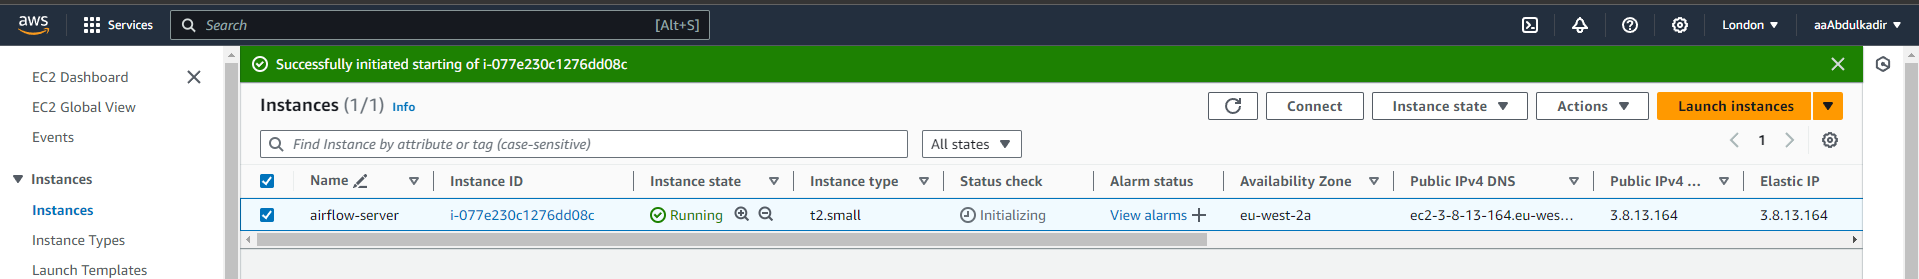 aws Services Search [Alt+S] London aaAbdulkadir
EC2 Dashboard
EC2 Global View
Events
Instances
Instances
Instance Types
Launch Templates
Successfully initiated starting of i-077e230c1276dd08c
Instances (1/1) Info Connect Instance state Actions Launch instances
Find Instance by attribute or tag (case-sensitive) All states 1
Name Instance ID Instance state Instance type Status check Alarm status Availability Zone Public IPv4 DNS Public IPv4 ... Elastic IP
airflow-server i-077e230c1276dd08c Running t2.small Initializing View alarms + eu-west-2a ec2-3-8-13-164.eu-wes... 3.8.13.164 3.8.13.164